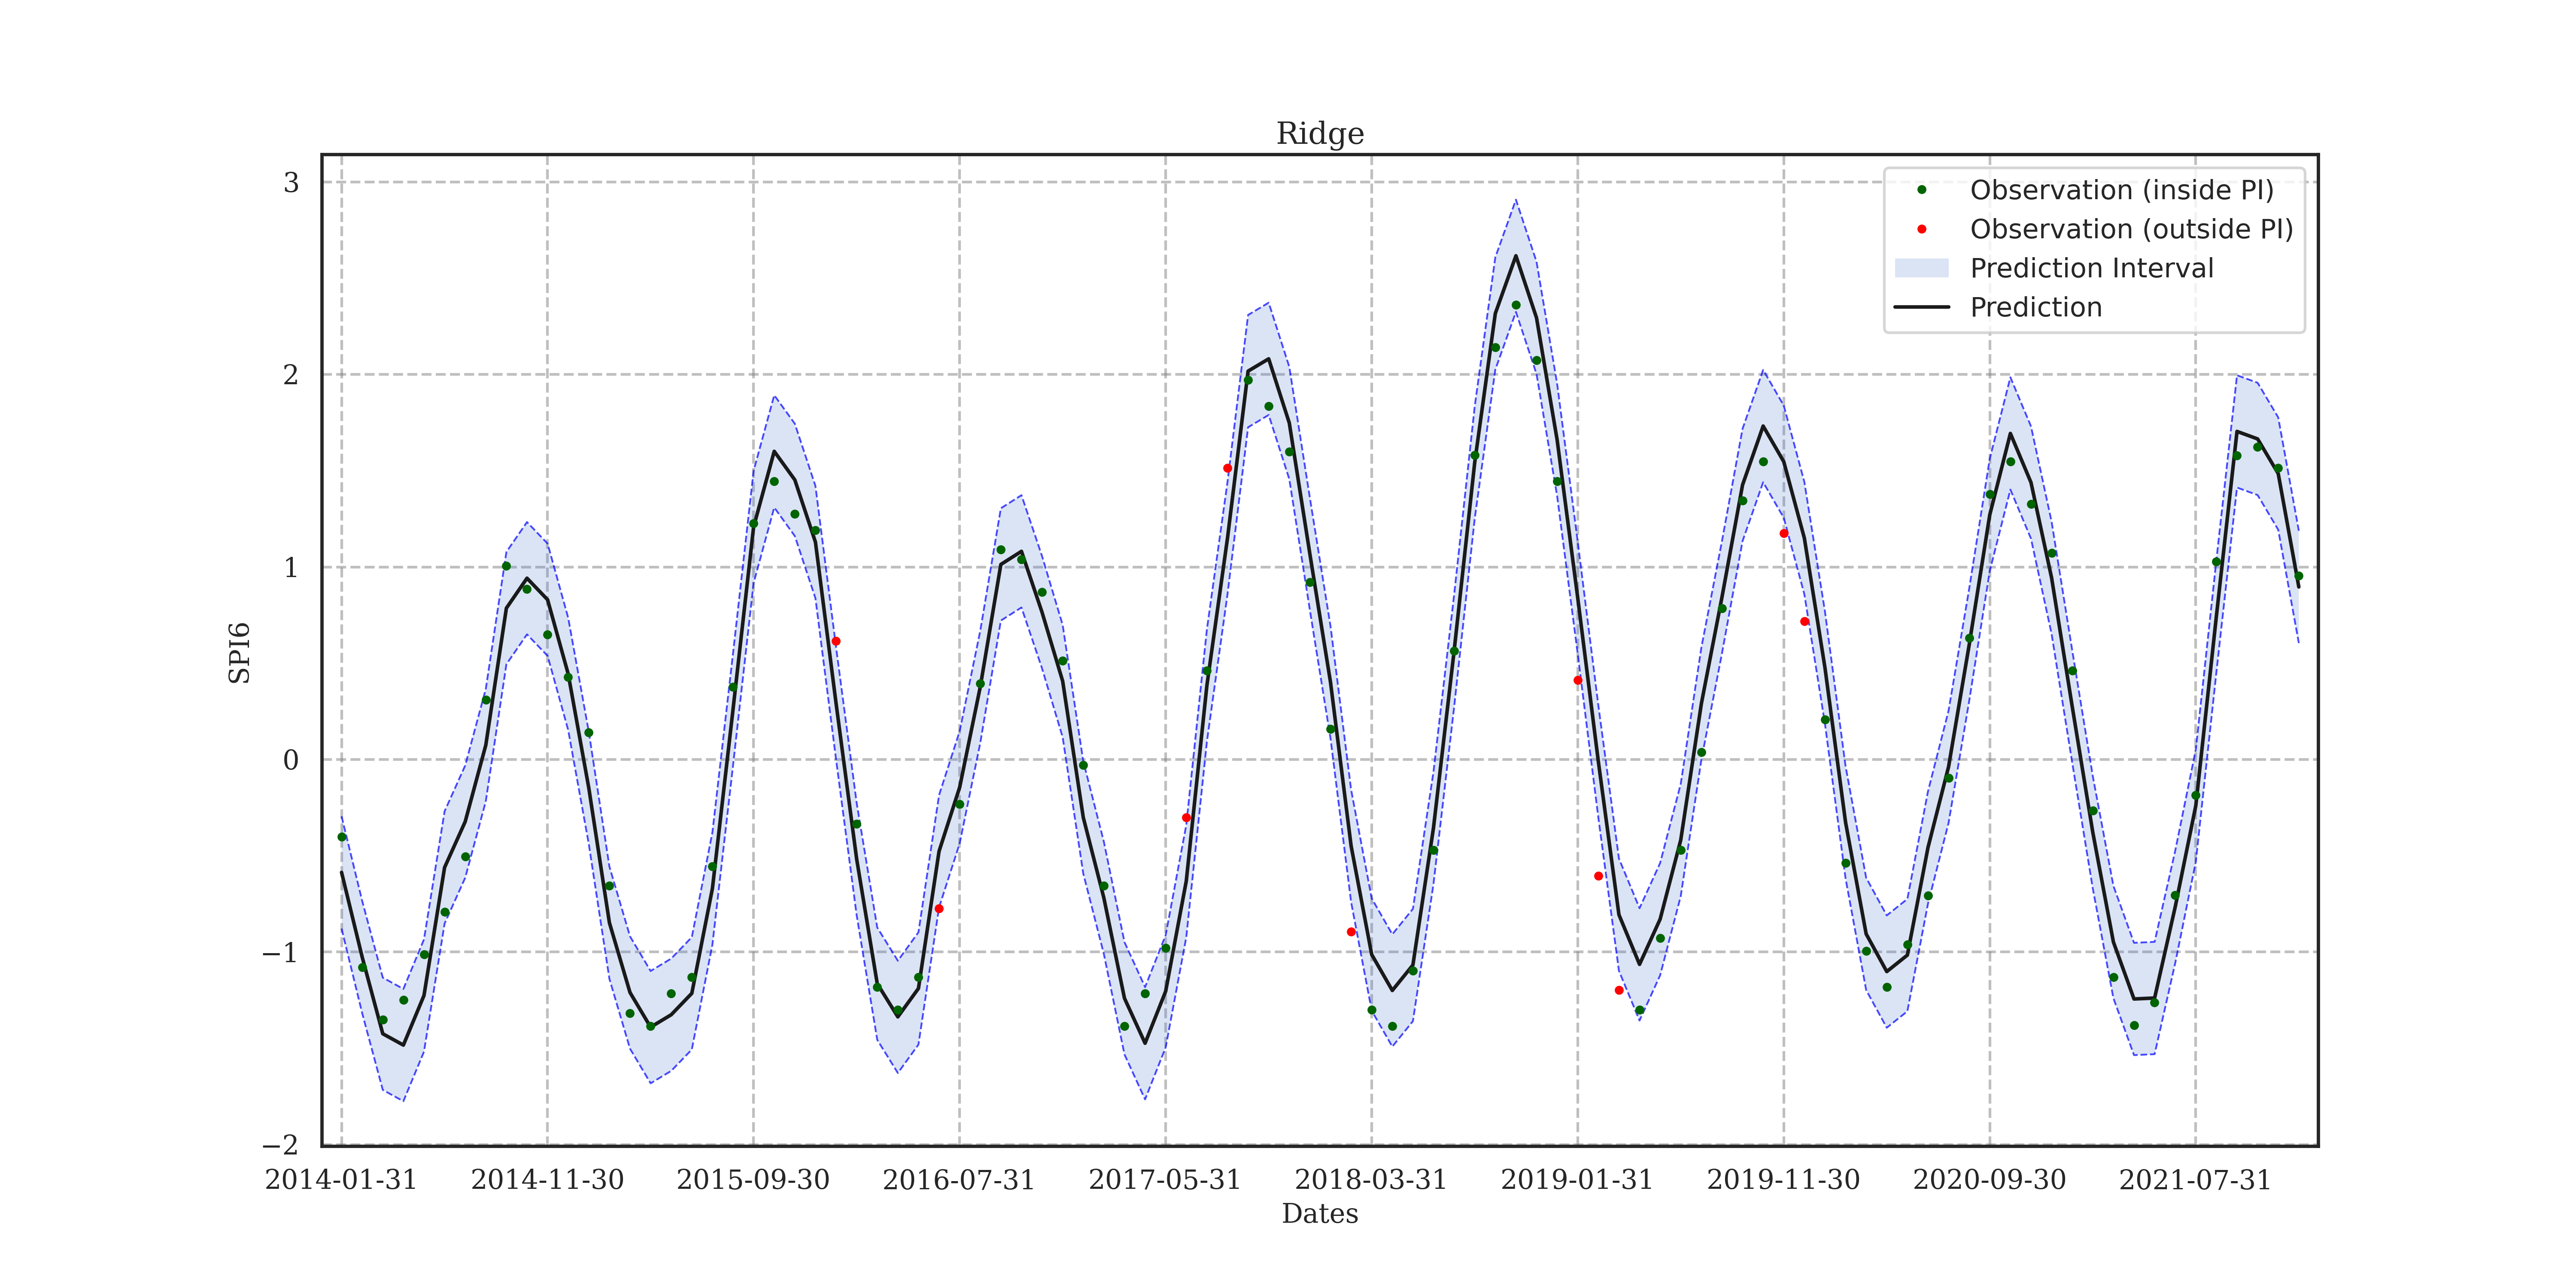 Ridge
Observation (inside PI)
Observation (outside PI)
Prediction Interval
Prediction
3
2
1
0
−1
−2
SPI6
2014-01-31 2014-11-30 2015-09-30 2016-07-31 2017-05-31 2018-03-31 2019-01-31 2019-11-30 2020-09-30 2021-07-31
Dates